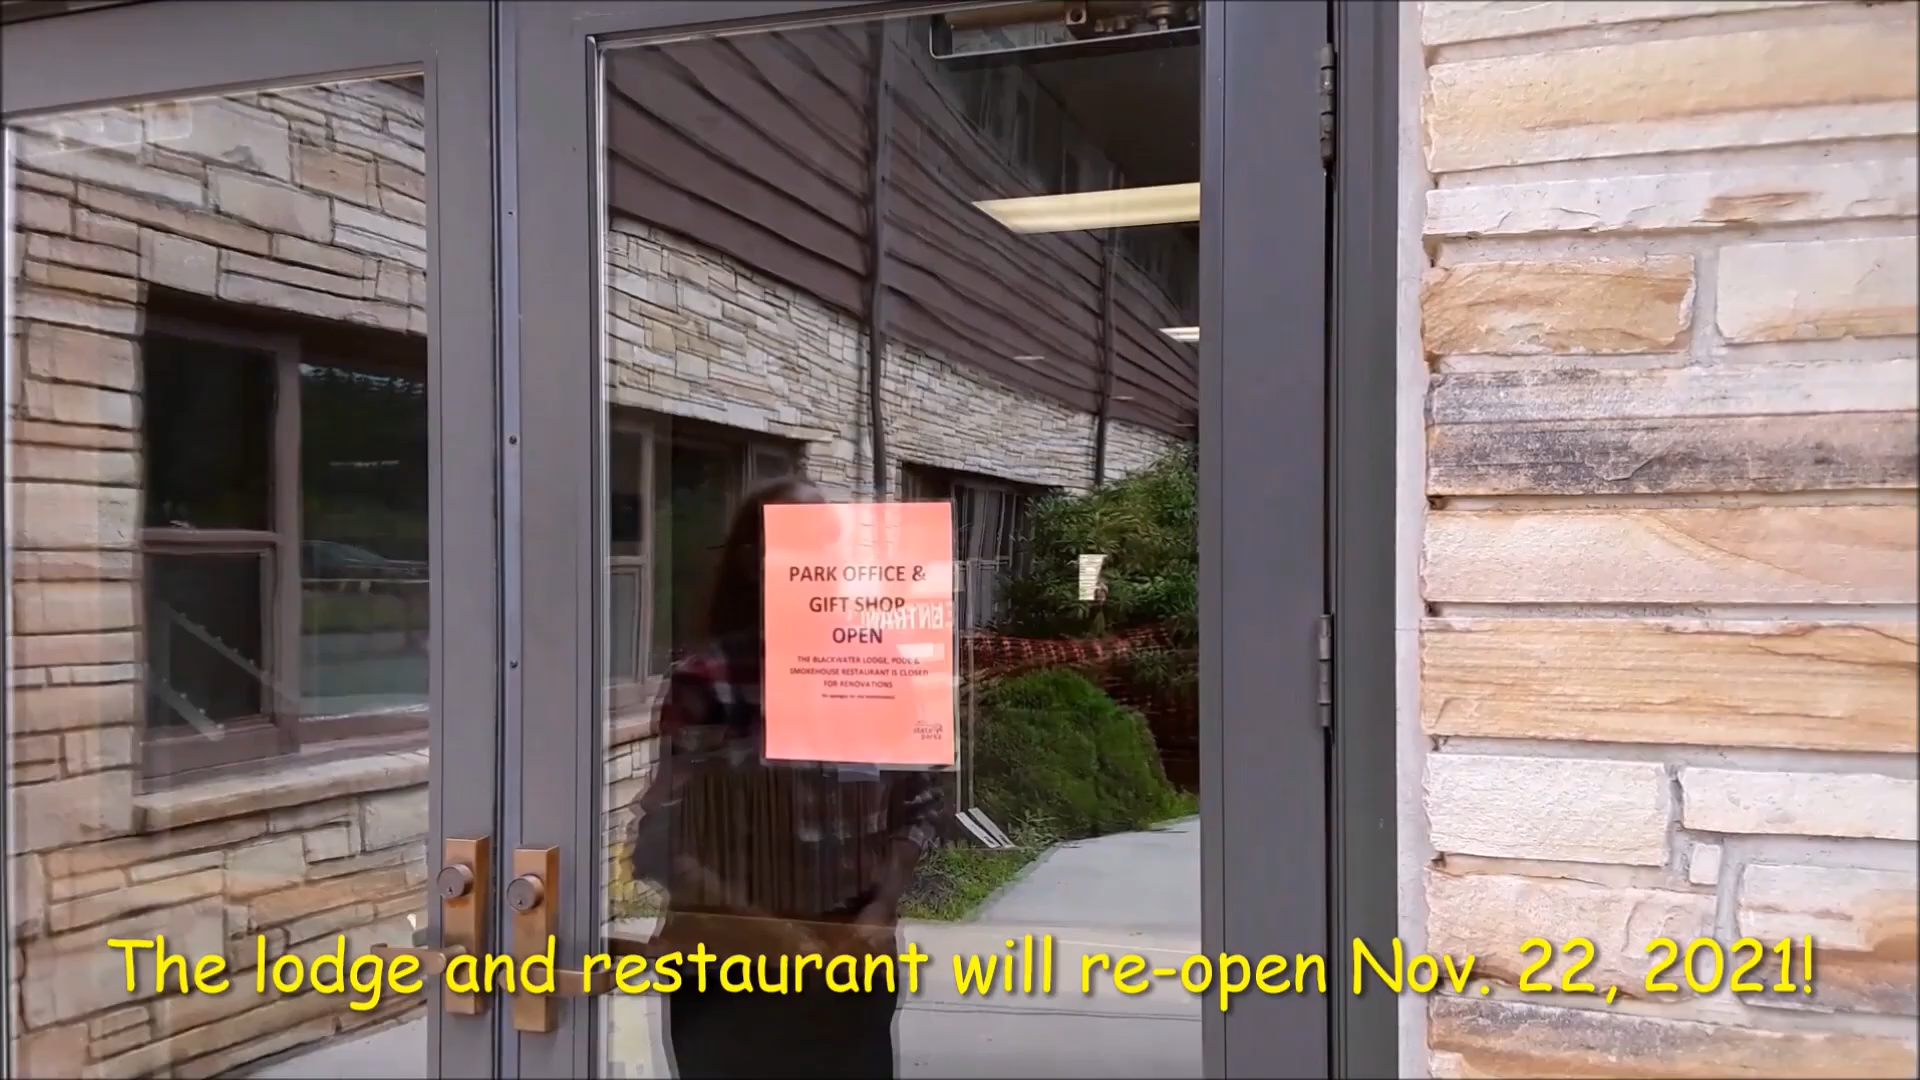 PARK OFFICE &
GIFT SHOP
OPEN
THE BLACKWATER LODGE, POOL &
SMOKEHOUSE RESTAURANT IS CLOSED
FOR RENOVATIONS
The lodge and restaurant will re-open Nov. 22, 2021!